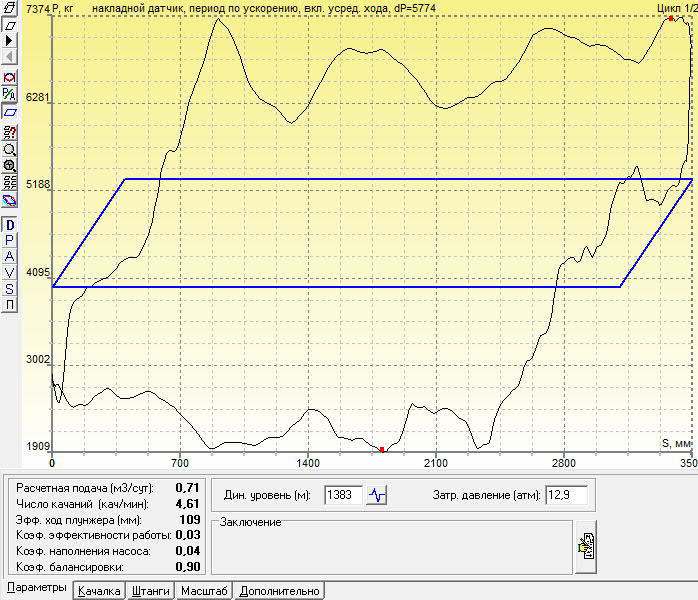 7374 P, кг накладной датчик, период по ускорению, вкл. усред. хода, dP=5774 Цикл 1/2
6281
P/A
5188
D
P
A
V
S
П
4095
3002
1909
S, мм
0 700 1400 2100 2800 350
Расчетная подача (м3/сут): 0,71
Число качаний (кач/мин): 4,61
Эфф. ход плунжера (мм): 109
Коэф. эффективности работы: 0,03
Коэф. наполнения насоса: 0,04
Коэф. балансировки: 0,90
Дин. уровень (м): 1383 Затр. давление (атм): 12,9
Заключение
Параметры Качалка Штанги Масштаб Дополнительно